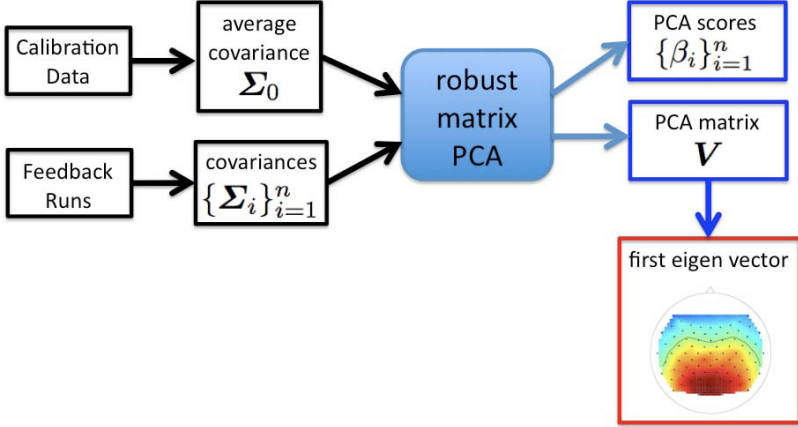 Calibration
Data
average
covariance
Σ₀
Feedback
Runs
covariances
{Σᵢ}ⁿᵢ₌₁
robust
matrix
PCA
PCA scores
{βᵢ}ⁿᵢ₌₁
PCA matrix
V
first eigen vector